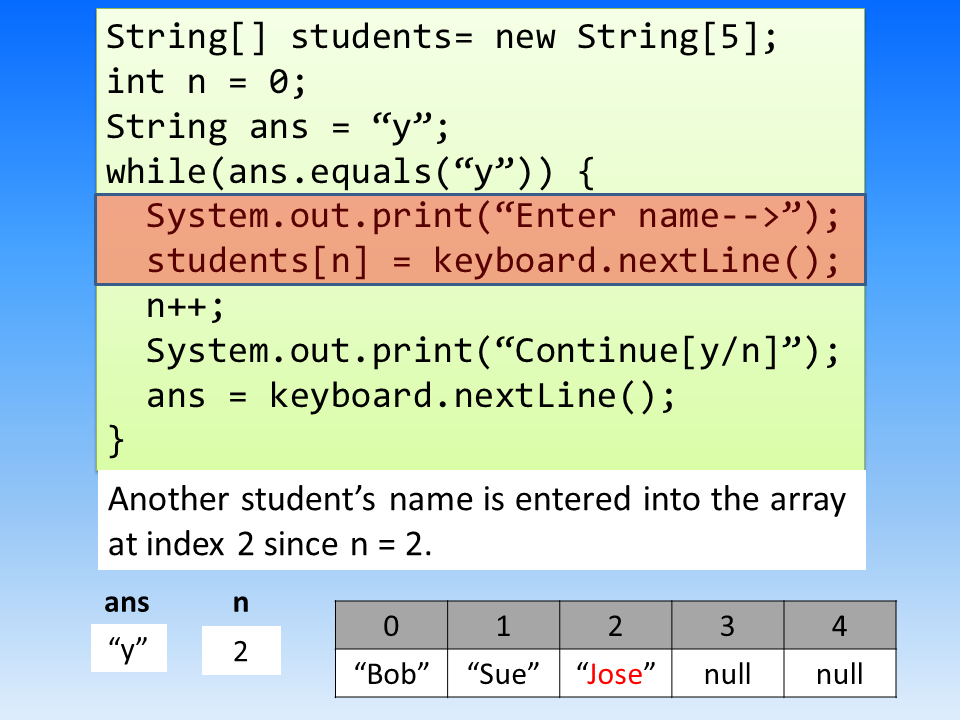 String[] students= new String[5];
int n = 0;
String ans = “y”;
while(ans.equals(“y”)) {
System.out.print(“Enter name-->”);
students[n] = keyboard.nextLine();
n++;
System.out.print(“Continue[y/n]”);
ans = keyboard.nextLine();
}
Another student’s name is entered into the array
at index 2 since n = 2.
ans n
“y” 2
0 1 2 3 4
“Bob” “Sue” “Jose” null null